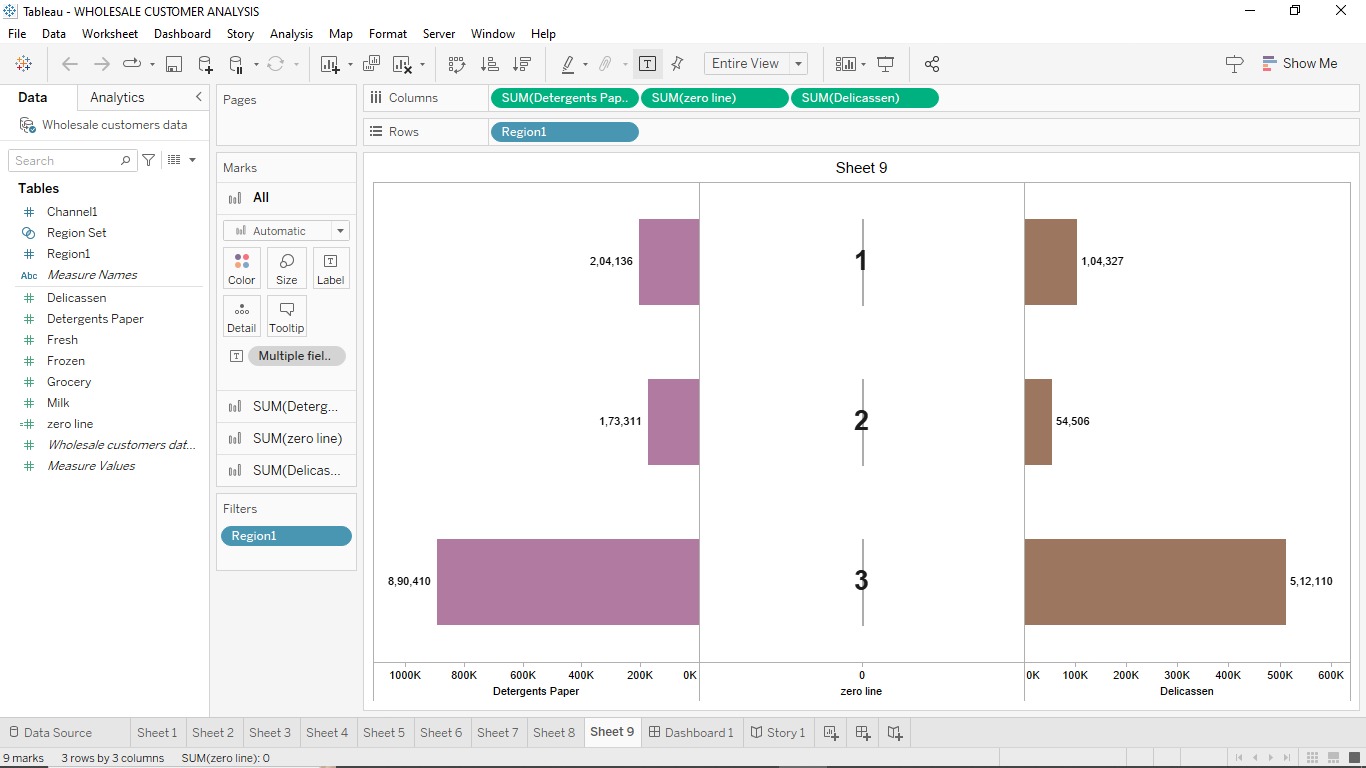 Tableau - WHOLESALE CUSTOMER ANALYSIS
File Data Worksheet Dashboard Story Analysis Map Format Server Window Help
Entire View
Show Me
Data Analytics
Wholesale customers data
Search
Tables
Channel1
Region Set
Region1
Abc Measure Names
Delicassen
Detergents Paper
Fresh
Frozen
Grocery
Milk
zero line
Wholesale customers dat...
Measure Values
Pages
Marks
All
Automatic
Color Size Label
Detail Tooltip
Multiple fiel..
SUM(Deterg...
SUM(zero line)
SUM(Delicas...
Filters
Region1
Columns SUM(Detergents Pap.. SUM(zero line) SUM(Delicassen)
Rows Region1
Sheet 9
2,04,136 1 1,04,327
1,73,311 2 54,506
8,90,410 3 5,12,110
1000K 800K 600K 400K 200K 0K 0 0K 100K 200K 300K 400K 500K 600K
Detergents Paper zero line Delicassen
Data Source Sheet 1 Sheet 2 Sheet 3 Sheet 4 Sheet 5 Sheet 6 Sheet 7 Sheet 8 Sheet 9 Dashboard 1 Story 1
9 marks 3 rows by 3 columns SUM(zero line): 0